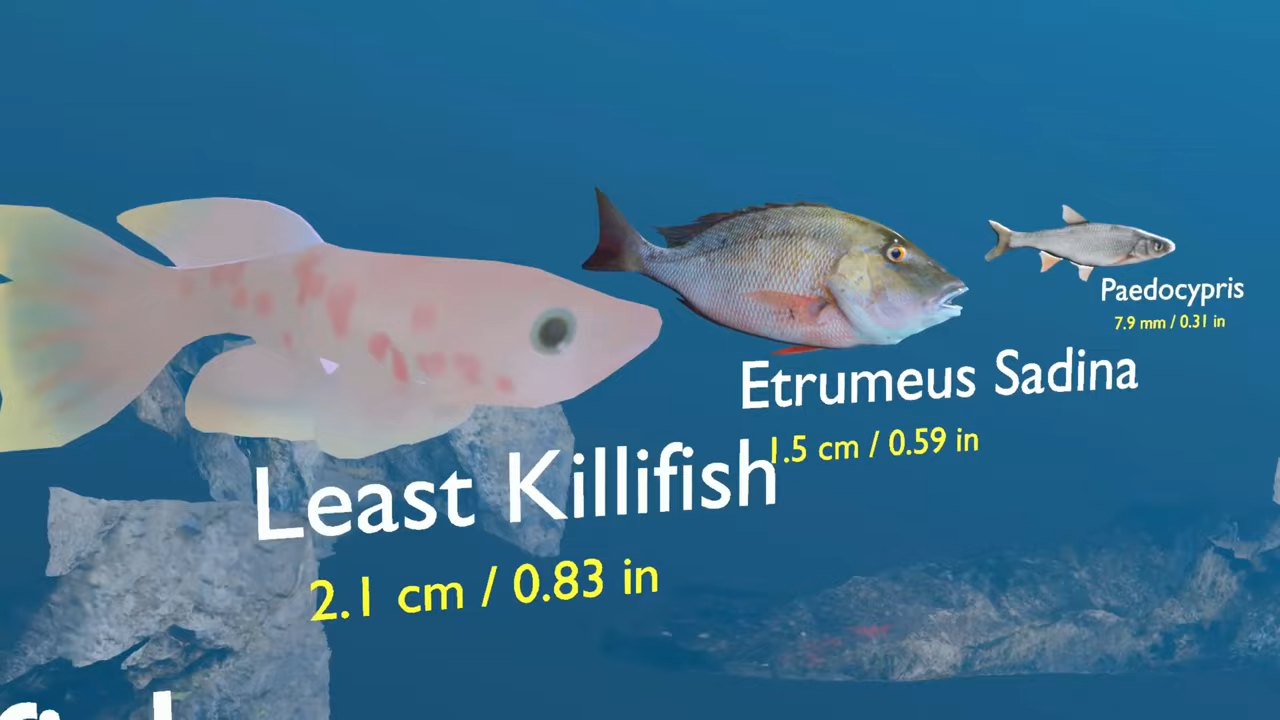 Paedocypris
7.9 mm / 0.31 in
Etrumeus Sadina
1.5 cm / 0.59 in
Least Killifish
2.1 cm / 0.83 in